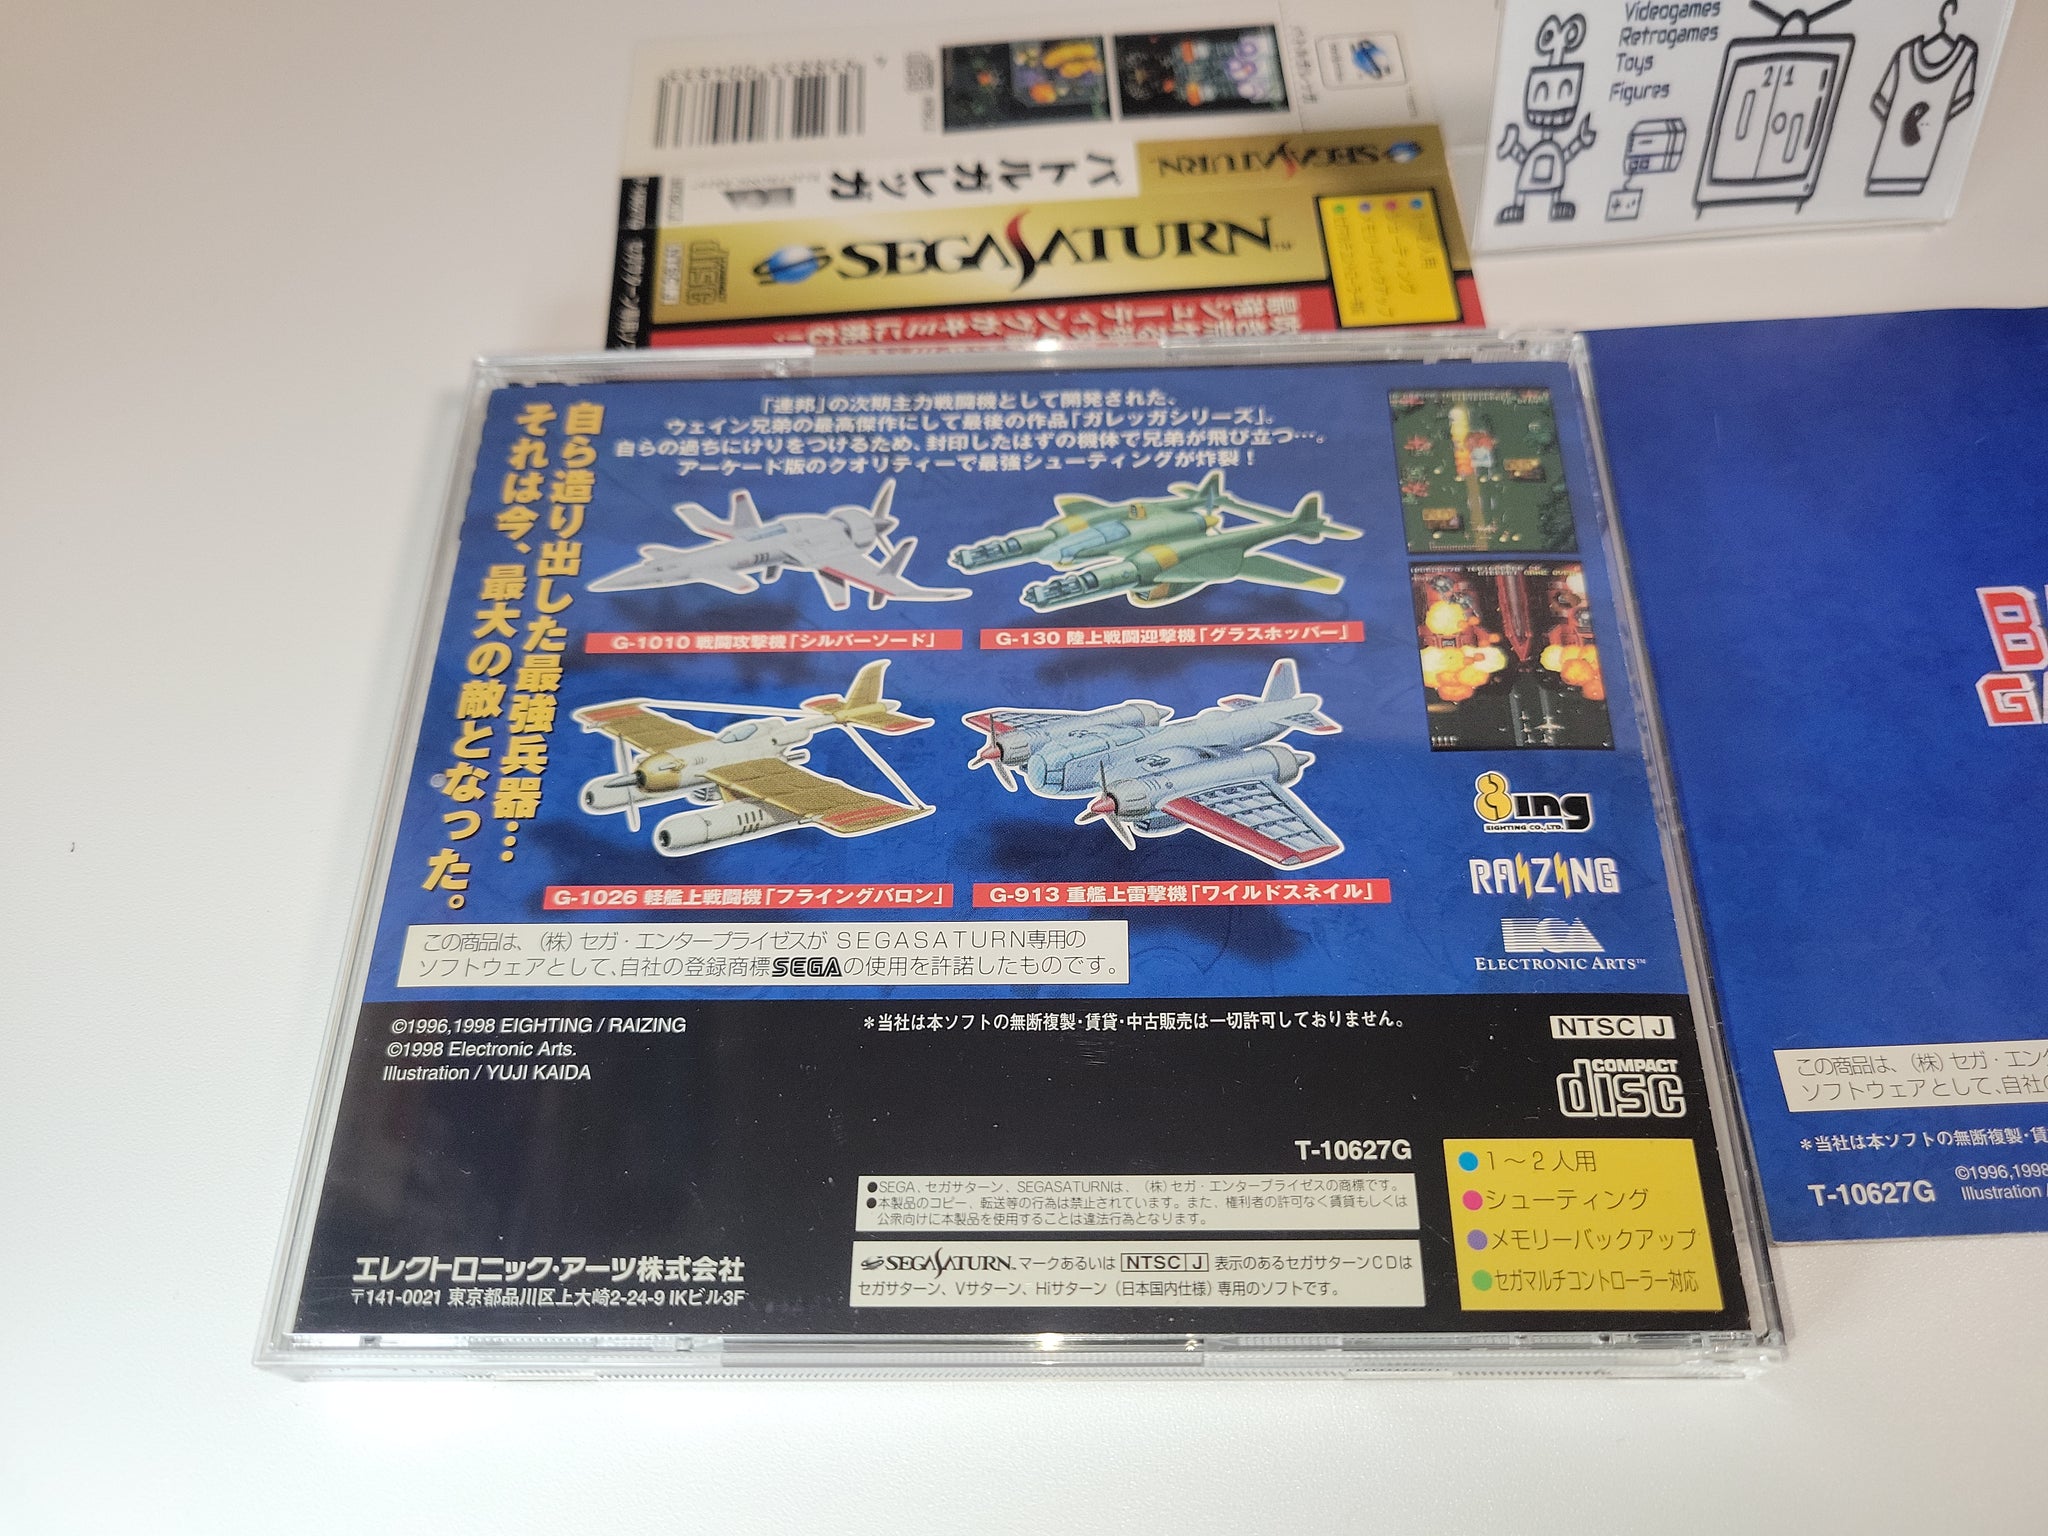 Videogames
Retrogames
Toys
Figures
バトルガレッガ
SEGA SATURN
SEGA SATURN™
自ら造り出した最強兵器…
それは今、最大の敵となった。
「連邦」の次期主力戦闘機として開発された、
ウェイン兄弟の最高傑作にして最後の作品「ガレッガシリーズ」。
自らの過ちにけりをつけるため、封印したはずの機体で兄弟が飛び立つ…。
アーケード版のクオリティーで最強シューティングが炸裂！
G-1010 戦闘攻撃機「シルバーソード」
G-130 陸上戦闘迎撃機「グラスホッパー」
G-1026 軽艦上戦闘機「フライングバロン」
G-913 重艦上雷撃機「ワイルドスネイル」
8ing
EIGHTING CO.,LTD.
RAIZING
ELECTRONIC ARTS™
この商品は、（株）セガ・エンタープライゼスがSEGASATURN専用の
ソフトウェアとして、自社の登録商標SEGAの使用を許諾したものです。
©1996,1998 EIGHTING / RAIZING
©1998 Electronic Arts.
Illustration / YUJI KAIDA
＊当社は本ソフトの無断複製・賃貸・中古販売は一切許可しておりません。
NTSC J
COMPACT
disc
T-10627G
●SEGA、セガサターン、SEGASATURNは、（株）セガ・エンタープライゼスの商標です。
●本製品のコピー、転送等の行為は禁止されています。また、権利者の許可なく賃貸もしくは
公衆向けに本製品を使用することは違法行為となります。
SEGA SATURN™マークあるいは NTSC J 表示のあるセガサターンCDは
セガサターン、Vサターン、Hiサターン（日本国内仕様）専用のソフトです。
●1～2人用
●シューティング
●メモリーバックアップ
●セガマルチコントローラー対応
エレクトロニック・アーツ株式会社
〒141-0021 東京都品川区上大崎2-24-9 IKビル3F
この商品は、（株）セガ・エン
ソフトウェアとして、自社
＊当社は本ソフトの無断複製・賃
T-10627G
©1996,1998
Illustration /